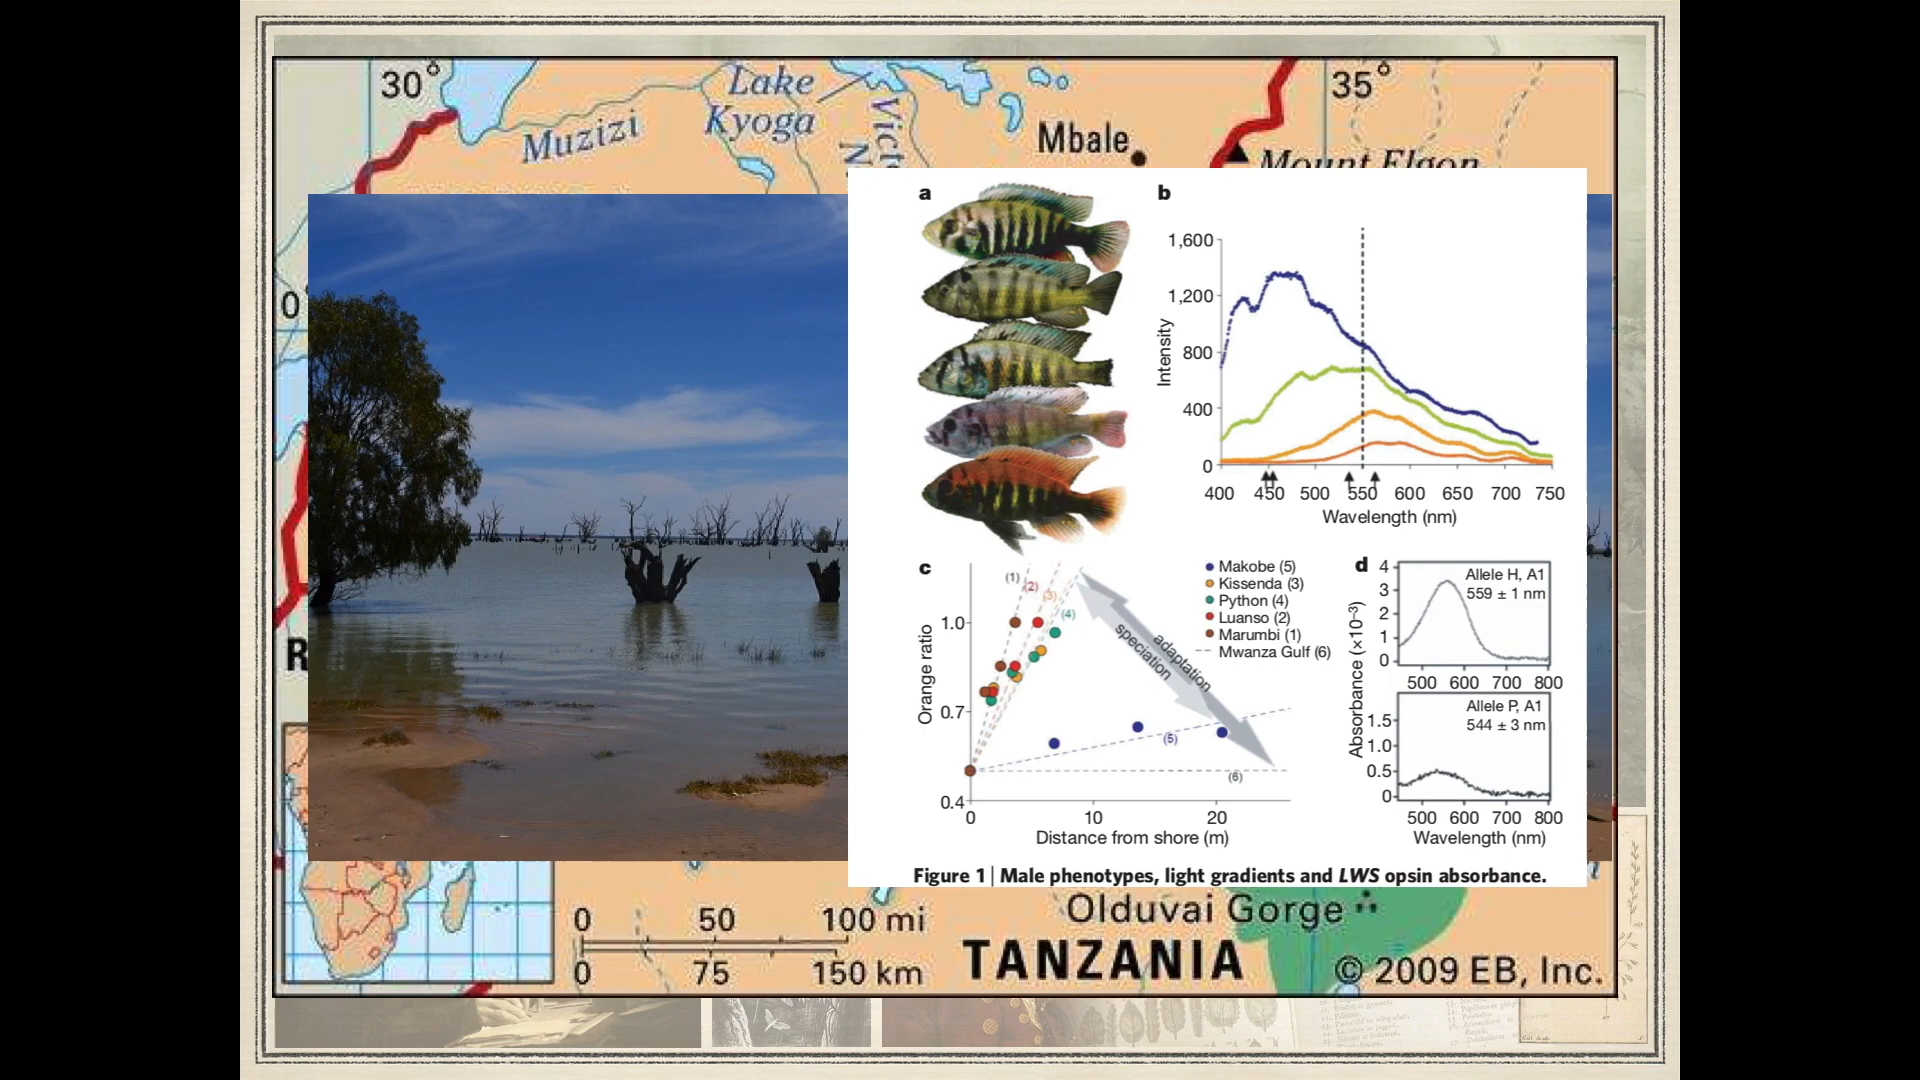 30°
Lake
Kyoga
Muzizi
Vict
N
Mbale
35°
Mount Elgon
0°
R
a
b
1,600
1,200
800
400
0
Intensity
400 450 500 550 600 650 700 750
Wavelength (nm)
c
(1)
(2)
(3)
(4)
(5)
(6)
1.0
0.7
0.4
Orange ratio
0 10 20
Distance from shore (m)
speciation
adaptation
Makobe (5)
Kissenda (3)
Python (4)
Luanso (2)
Marumbi (1)
Mwanza Gulf (6)
d
4
3
2
1
0
Allele H, A1
559 ± 1 nm
500 600 700 800
Absorbance (×10⁻³)
1.5
1.0
0.5
0
Allele P, A1
544 ± 3 nm
500 600 700 800
Wavelength (nm)
Figure 1 | Male phenotypes, light gradients and LWS opsin absorbance.
Olduvai Gorge
TANZANIA
0 50 100 mi
0 75 150 km
© 2009 EB, Inc.